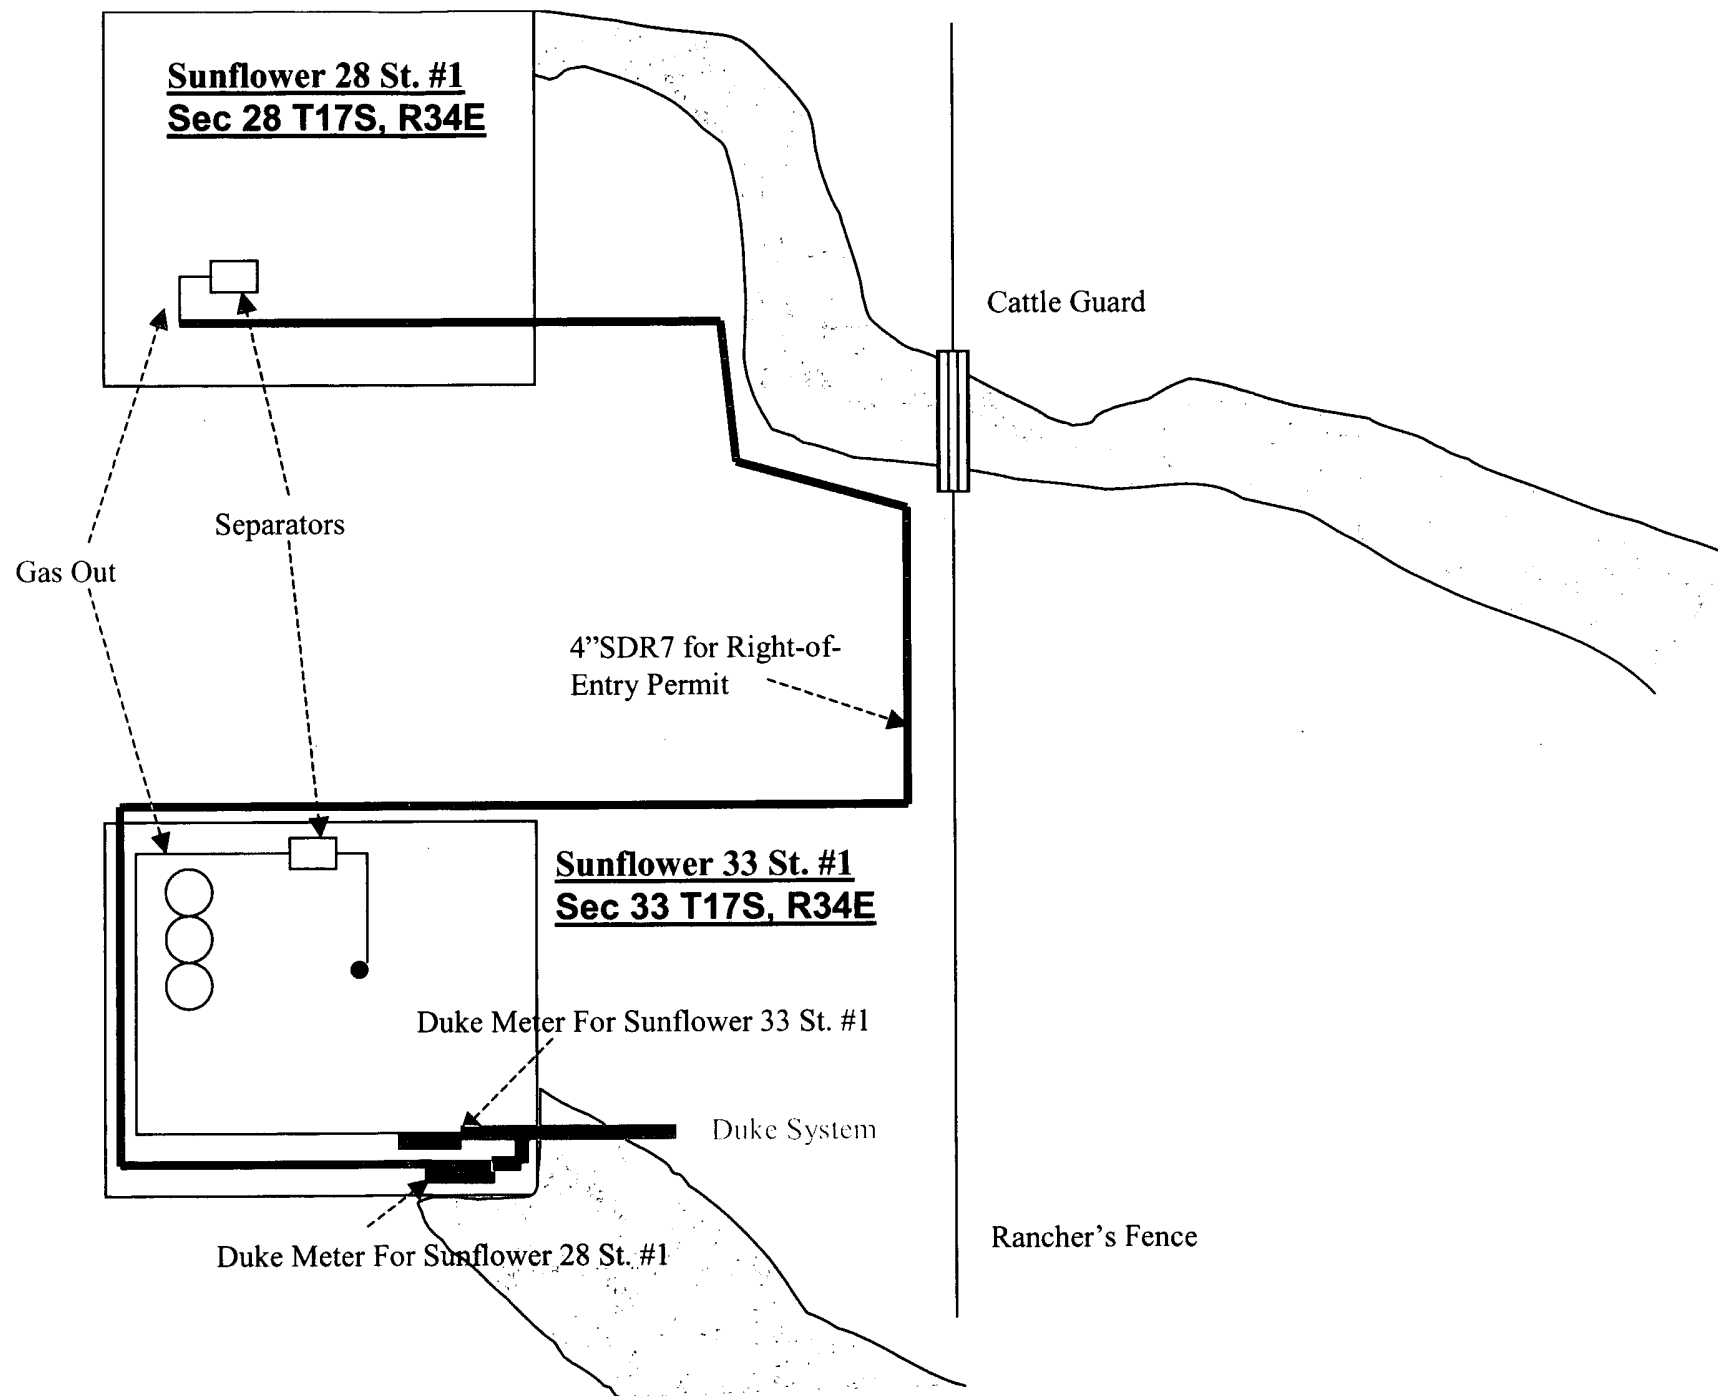 Sunflower 28 St. #1
Sec 28 T17S, R34E
Cattle Guard
Separators
Gas Out
4”SDR7 for Right-of-
Entry Permit
Sunflower 33 St. #1
Sec 33 T17S, R34E
Duke Meter For Sunflower 33 St. #1
Duke System
Rancher’s Fence
Duke Meter For Sunflower 28 St. #1